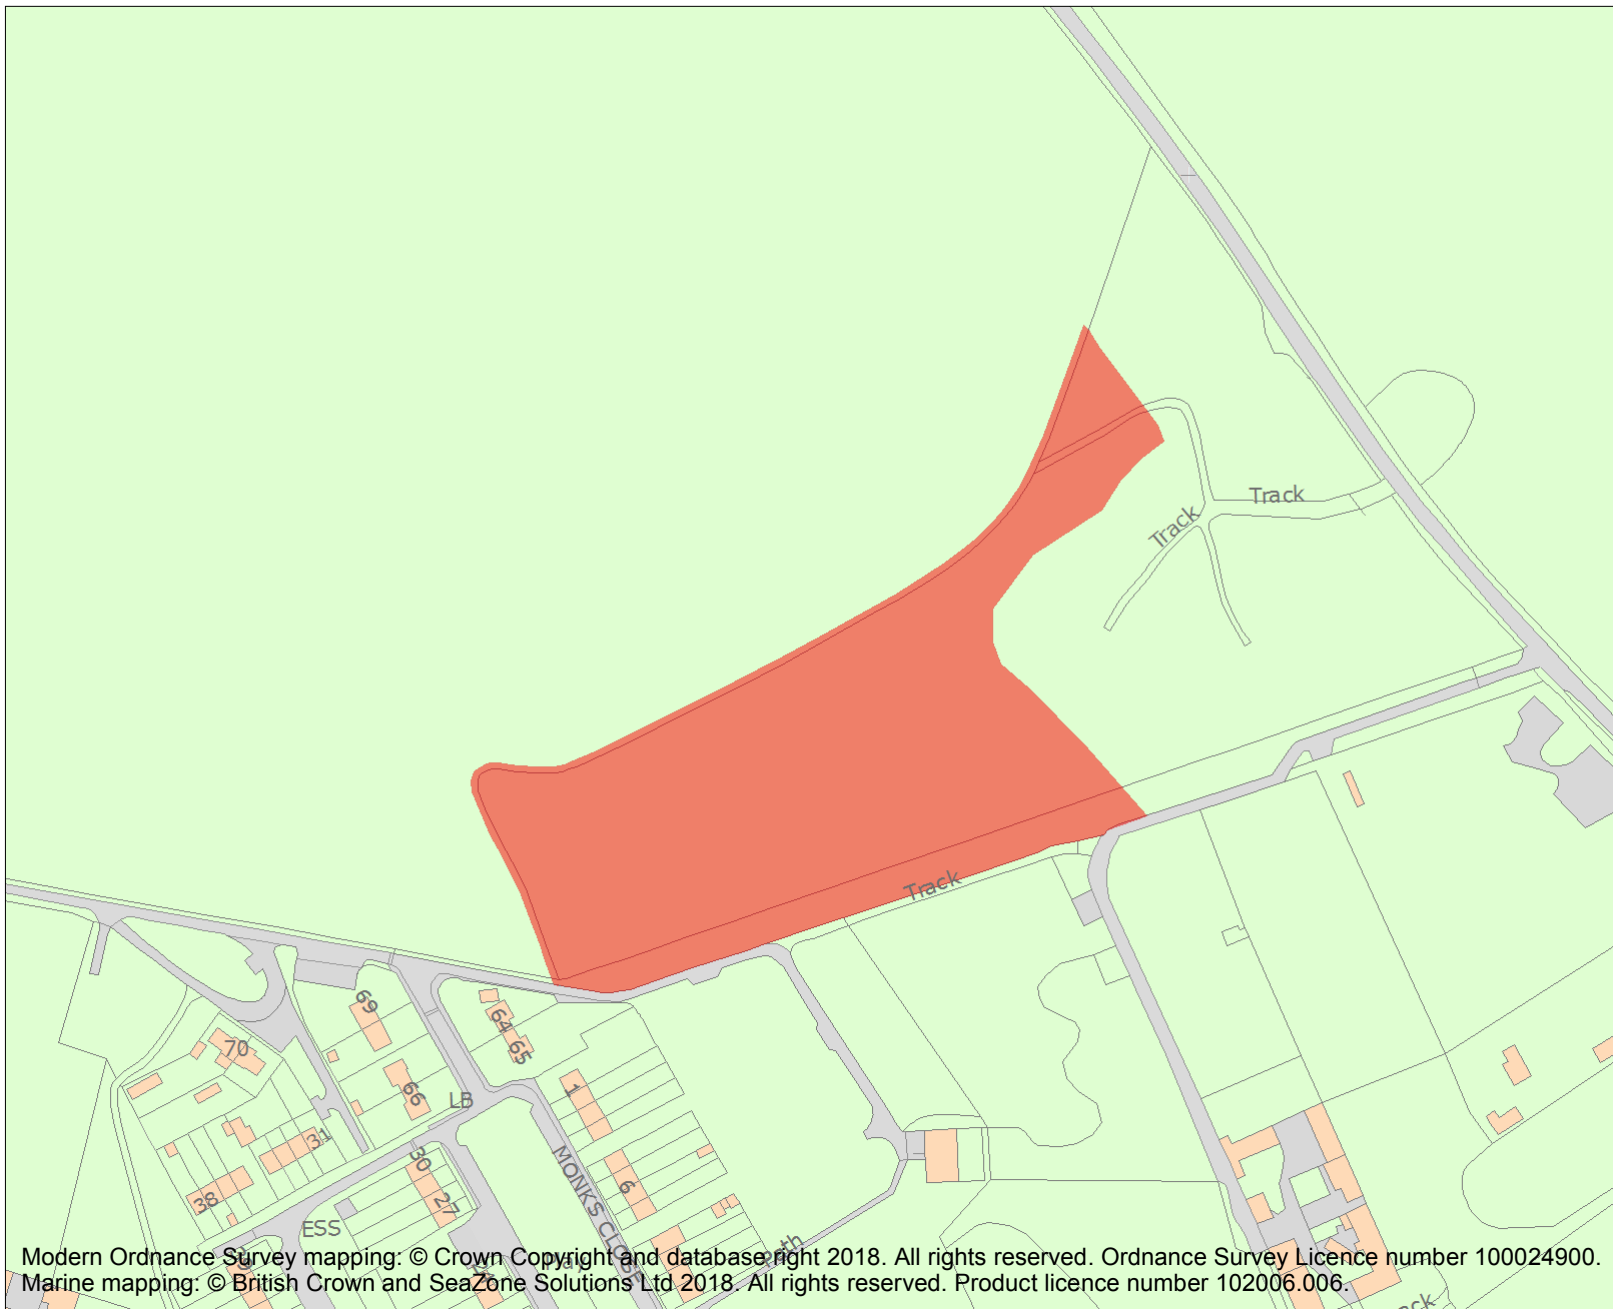 Track
Track
Track
69
64
65
70
66
LB
1
31
30
38
27
6
MONKS CLOSE
ESS
Path
Play
Modern Ordnance Survey mapping: © Crown Copyright and database right 2018. All rights reserved. Ordnance Survey Licence number 100024900.
Marine mapping: © British Crown and SeaZone Solutions Ltd 2018. All rights reserved. Product licence number 102006.006.